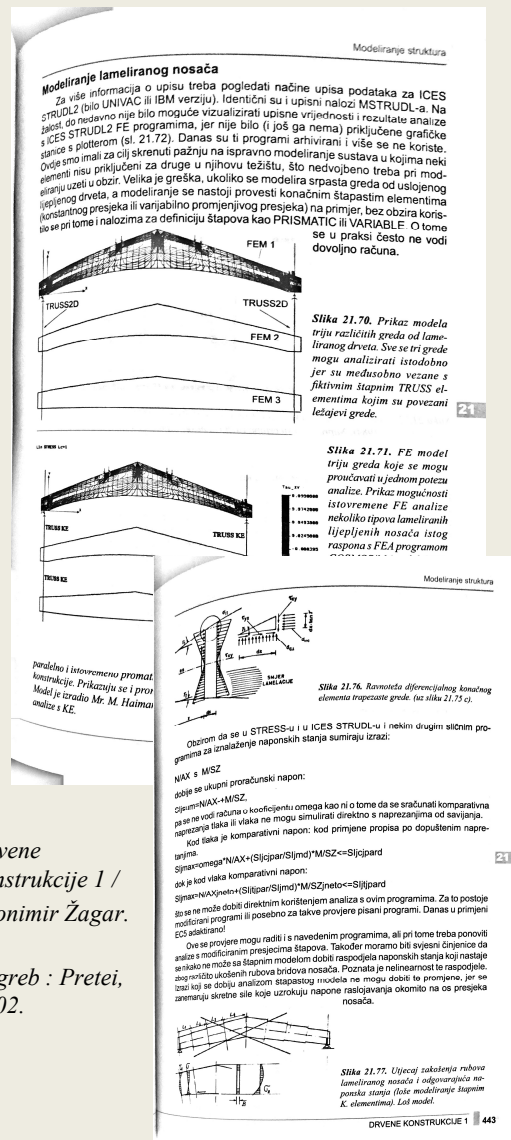 Modeliranje struktura
Modeliranje lameliranog nosača
Za više informacija o upisu treba pogledati načine upisa podataka za ICES
STRUDL2 (bilo UNIVAC ili IBM verziju). Identični su i upisni nalozi MSTRUDL-a. Na
žalost, do nedavno nije bilo moguće vizualizirati upisne vrijednosti i rezultate analize
s ICES STRUDL2 FE programima, jer nije bilo (i još ga nema) priključene grafičke
stanice s plotterom (sl. 21.72). Danas su ti programi arhivirani i više se ne koriste.
Ovdje smo imali za cilj skrenuti pažnju na ispravno modeliranje sustava u kojima neki
elementi nisu priključeni za druge u njihovu težištu, što nedvojbeno treba pri mod-
eliranju uzeti u obzir. Velika je greška, ukoliko se modelira srpasta greda od uslojenog
lijepljenog drveta, a modeliranje se nastoji provesti konačnim štapastim elementima
(konstantnog presjeka ili varijabilno promjenjivog presjeka) na primjer, bez obzira koris-
tilo se pri tome i nalozima za definiciju štapova kao PRISMATIC ili VARIABLE. O tome
se u praksi često ne vodi
dovoljno računa.
FEM 1
TRUSS2D
TRUSS2D
FEM 2
FEM 3
Slika 21.70. Prikaz modela
triju različitih greda od lame-
liranog drveta. Sve se tri grede
mogu analizirati istodobno
jer su međusobno vezane s
fiktivnim štapnim TRUSS el-
ementima kojim su povezani
ležajevi grede.
21
Lin STRESS Lc=1
Slika 21.71. FE model
triju greda koje se mogu
proučavati u jednom potezu
analize. Prikaz mogućnosti
istovremene FE analize
nekoliko tipova lameliranih
lijepljenih nosača istog
raspona s FEA programom
Tau_XY
TRUSS KE
TRUSS KE
TRUSS KE
paralelno i istovremeno promat
konstrukcije. Prikazuju se i pron
Model je izradio Mr. M. Haiman
analize s KE.
Modeliranje struktura
SMJER
LAMELACIJE
Slika 21.76. Ravnoteža diferencijalnog konačnog
elementa trapezaste grede. (uz sliku 21.75 c).
Obzirom da se u STRESS-u i u ICES STRUDL-u i nekim drugim sličnim pro-
gramima za iznalaženje naponskih stanja sumiraju izrazi:
N/AX s M/SZ
dobije se ukupni proračunski napon:
Sljsum=N/AX-+M/SZ,
pa se ne vodi računa o koeficijentu omega kao ni o tome da se sračunati komparativna
naprezanja tlaka ili vlaka ne mogu simulirati direktno s naprezanjima od savijanja.
Kod tlaka je komparativni napon: kod primjene propisa po dopuštenim napre-
tanjima.
Sljmax=omega*N/AX+(Sljcjpar/Sljmd)*M/SZ<=Sljcjpard
dok je kod vlaka komparativni napon:
Sljmax=N/AXjneto+(Sljtjpar/Sljmd)*M/SZjneto<=Sljtjpard
što se ne može dobiti direktnim korištenjem analiza s ovim programima. Za to postoje
modificirani programi ili posebno za takve provjere pisani programi. Danas u primjeni
EC5 adaktirano!
Ove se provjere mogu raditi i s navedenim programima, ali pri tome treba ponoviti
analize s modificiranim presjecima štapova. Također moramo biti svjesni činjenice da
se nikako ne može sa štapnim modelom dobiti raspodjela naponskih stanja koji nastaje
zbog različito ukošenih rubova bridova nosača. Poznata je nelinearnost te raspodjele.
Izrazi koji se dobiju analizom stapastog modela ne mogu dobiti te promjene, jer se
zanemaruju skretne sile koje uzrokuju napone raslojavanja okomito na os presjeka
nosača.
21
Slika 21.77. Utjecaj zakošenja rubova
lameliranog nosača i odgovarajuća na-
ponska stanja (loše modeliranje štapnim
K. elementima). Loš model.
DRVENE KONSTRUKCIJE 1 443
vene
nstrukcije 1 /
onimir Žagar.
greb : Pretei,
02.